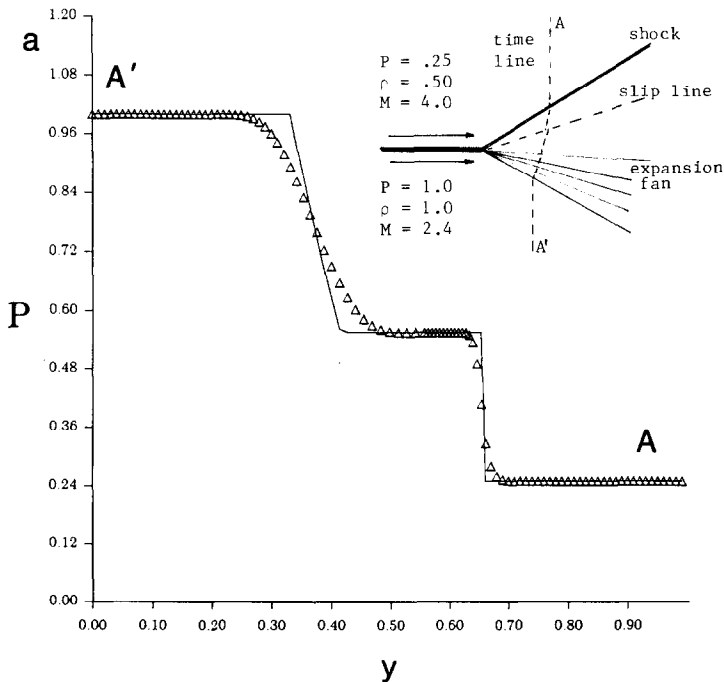 a
1.20
1.08
0.96
0.84
0.72
0.60
0.48
0.36
0.24
0.12
0.00
P
A'
A
0.00 0.10 0.20 0.30 0.40 0.50 0.60 0.70 0.80 0.90
y
time
line
A
shock
P = .25
ρ = .50
M = 4.0
slip line
expansion
fan
P = 1.0
ρ = 1.0
M = 2.4
A'